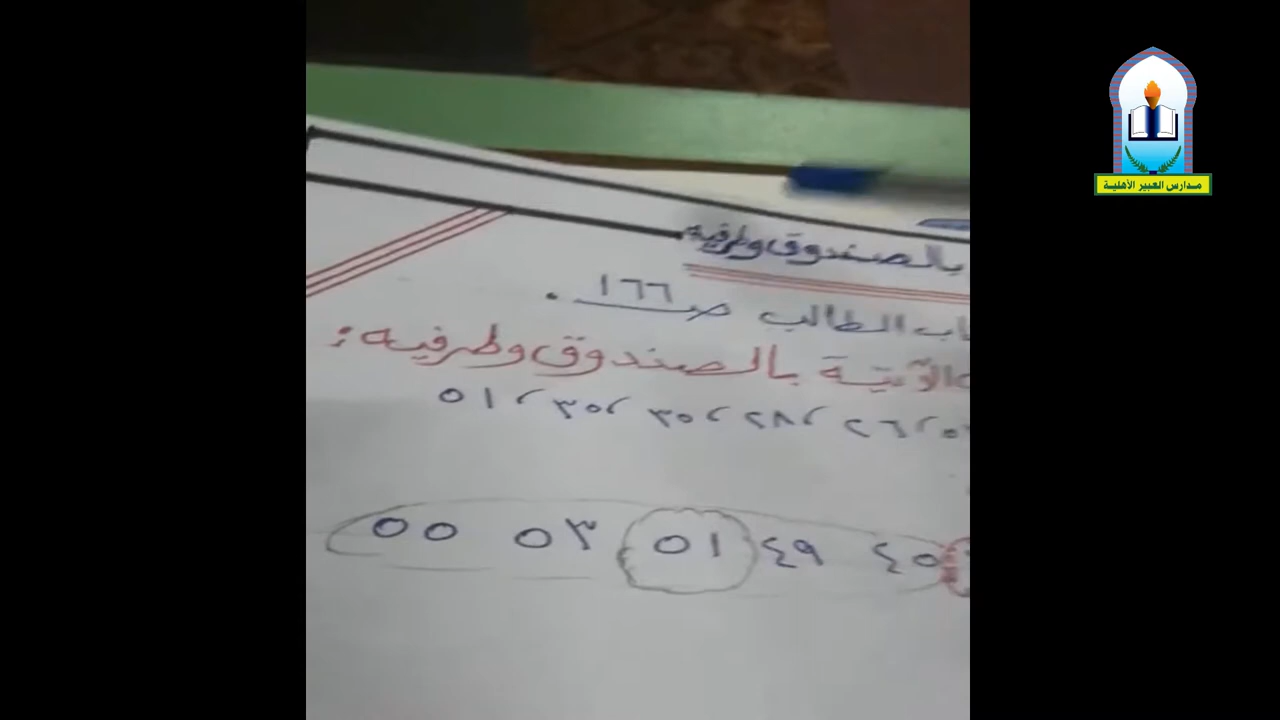 مدارس العبير الأهلية
بالصندوق وطرفيه
الطالب ص ١٦٦ .
الآتية بالصندوق وطرفيه :
٢٦ ، ٢٨ ، ٣٥ ، ٣٥ ، ٥١
٤٥ ٤٩ ٥١ ٥٣ ٥٥